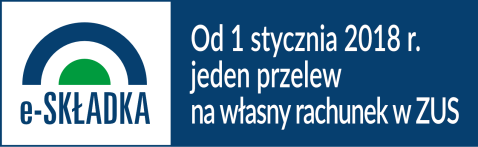 e-SKŁADKA
Od 1 stycznia 2018 r.
jeden przelew
na własny rachunek w ZUS